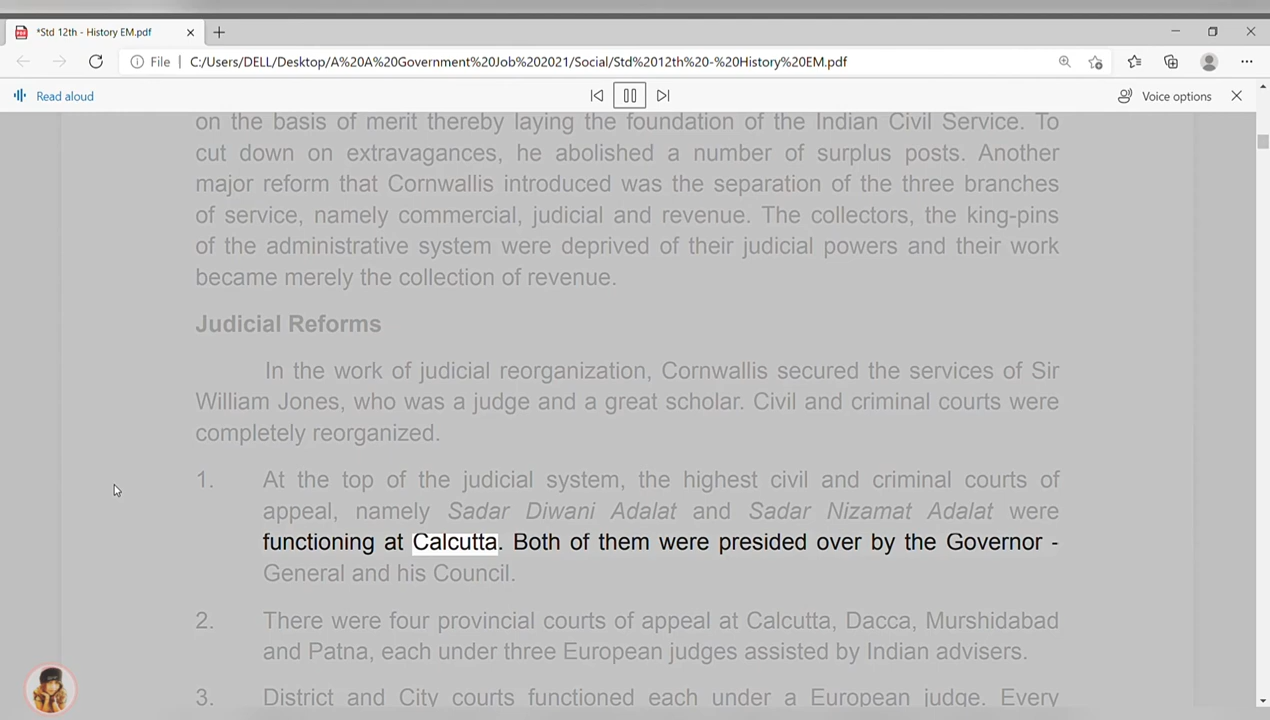 *Std 12th - History EM.pdf
File
C:/Users/DELL/Desktop/A%20A%20Government%20Job%202021/Social/Std%2012th%20-%20History%20EM.pdf
Read aloud
Voice options
on the basis of merit thereby laying the foundation of the Indian Civil Service. To
cut down on extravagances, he abolished a number of surplus posts. Another
major reform that Cornwallis introduced was the separation of the three branches
of service, namely commercial, judicial and revenue. The collectors, the king-pins
of the administrative system were deprived of their judicial powers and their work
became merely the collection of revenue.
Judicial Reforms
In the work of judicial reorganization, Cornwallis secured the services of Sir
William Jones, who was a judge and a great scholar. Civil and criminal courts were
completely reorganized.
1. At the top of the judicial system, the highest civil and criminal courts of
appeal, namely Sadar Diwani Adalat and Sadar Nizamat Adalat were
functioning at Calcutta. Both of them were presided over by the Governor -
General and his Council.
2. There were four provincial courts of appeal at Calcutta, Dacca, Murshidabad
and Patna, each under three European judges assisted by Indian advisers.
3. District and City courts functioned each under a European judge. Every